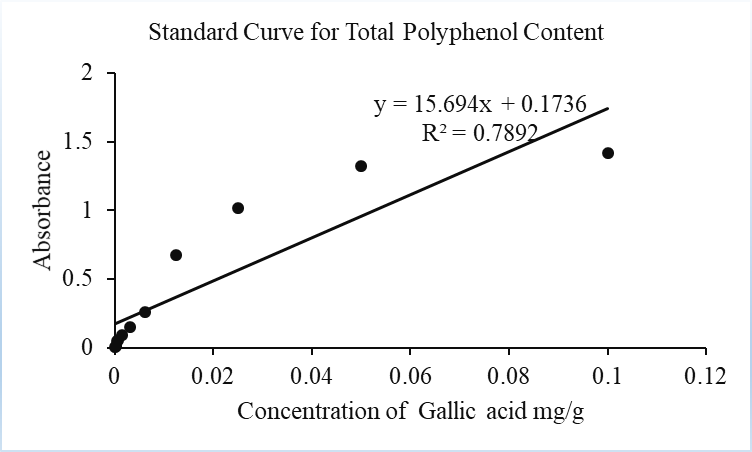 Standard Curve for Total Polyphenol Content
2
y = 15.694x + 0.1736
R² = 0.7892
1.5
1
0.5
0
Absorbance
0 0.02 0.04 0.06 0.08 0.1 0.12
Concentration of Gallic acid mg/g